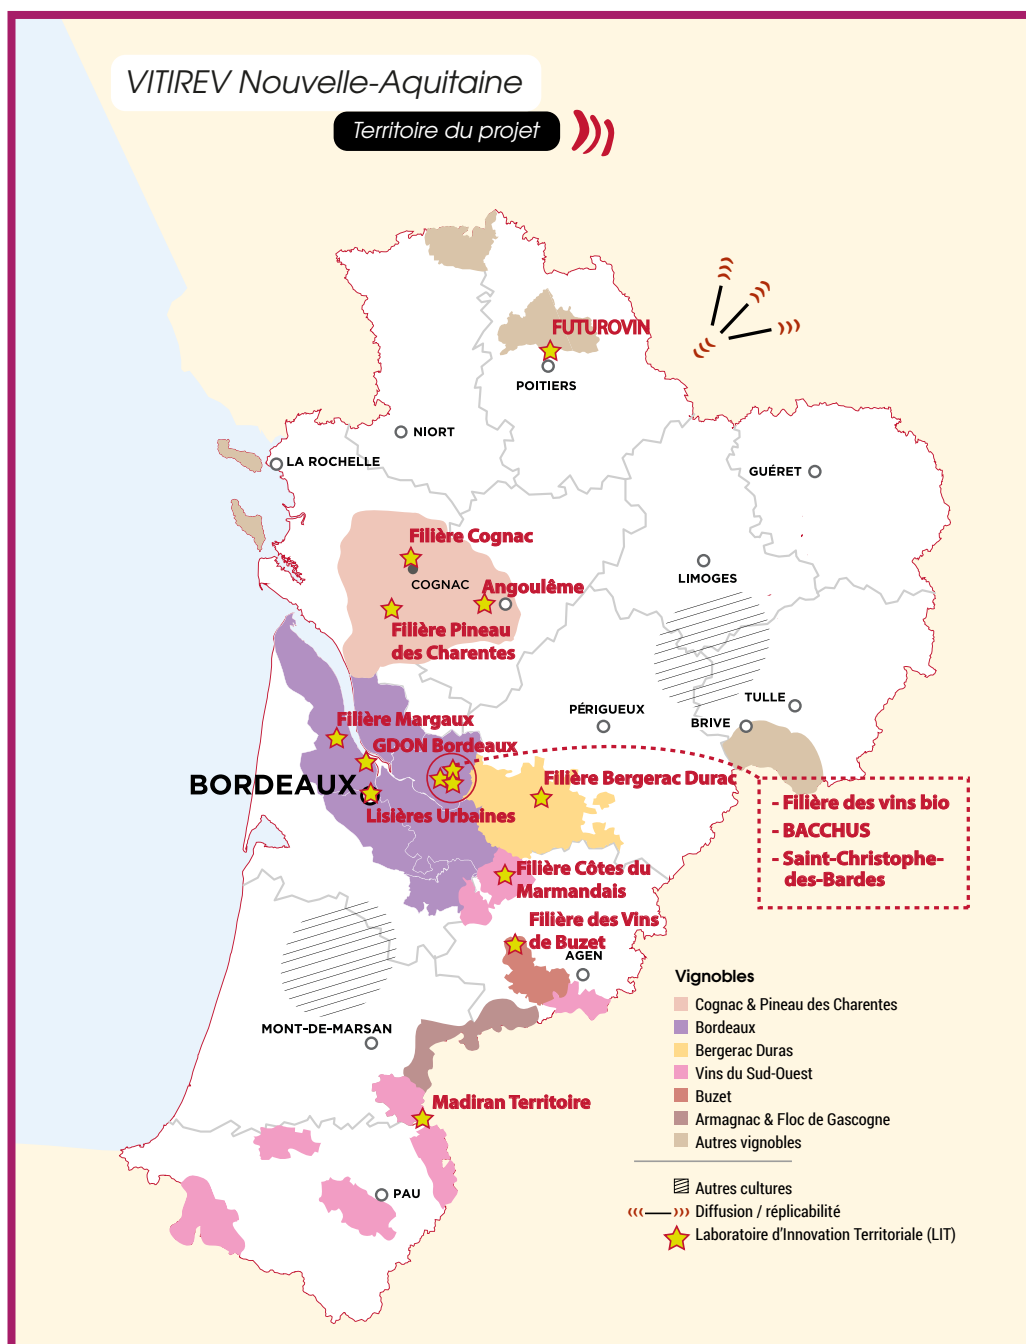 VITIREV Nouvelle-Aquitaine
Territoire du projet
FUTUROVIN
POITIERS
NIORT
LA ROCHELLE
GUÉRET
Filière Cognac
COGNAC
LIMOGES
Angoulême
Filière Pineau
des Charentes
TULLE
PÉRIGUEUX
BRIVE
Filière Margaux
GDON Bordeaux
BORDEAUX
Filière Bergerac Durac
Lisières Urbaines
- Filière des vins bio
- BACCHUS
- Saint-Christophe-
des-Bardes
Filière Côtes du
Marmandais
Filière des Vins
de Buzet
AGEN
MONT-DE-MARSAN
Madiran Territoire
PAU
Vignobles
Cognac & Pineau des Charentes
Bordeaux
Bergerac Duras
Vins du Sud-Ouest
Buzet
Armagnac & Floc de Gascogne
Autres vignobles
Autres cultures
Diffusion / réplicabilité
Laboratoire d'Innovation Territoriale (LIT)